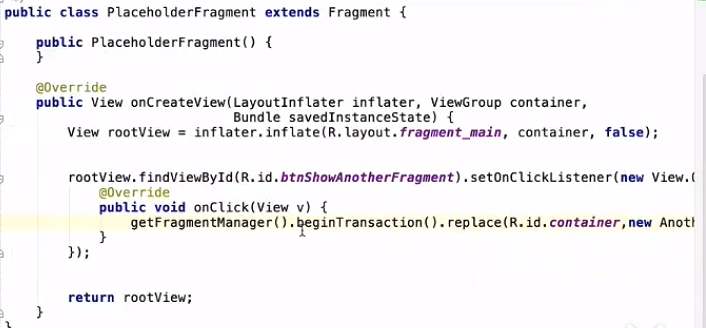 public class PlaceholderFragment extends Fragment {
public PlaceholderFragment() {
}
@Override
public View onCreateView(LayoutInflater inflater, ViewGroup container,
Bundle savedInstanceState) {
View rootView = inflater.inflate(R.layout.fragment_main, container, false);
rootView.findViewById(R.id.btnShowAnotherFragment).setOnClickListener(new View.
@Override
public void onClick(View v) {
getFragmentManager().beginTransaction().replace(R.id.container,new Anot
}
});
return rootView;
}
}